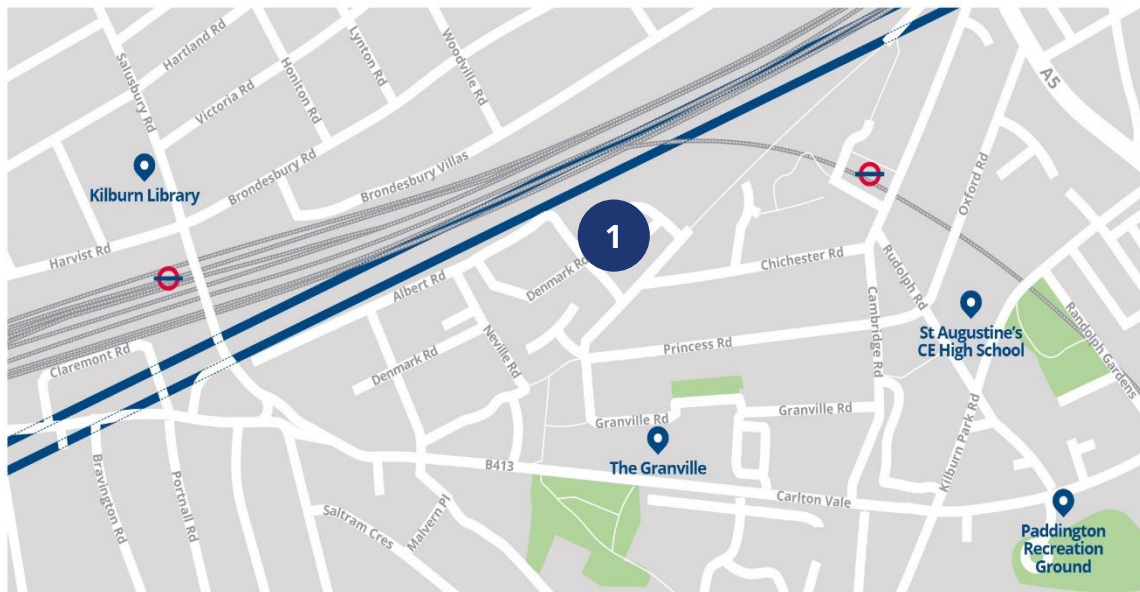 Hartland Rd
Salusbury Rd
Lynton Rd
Woodville Rd
A5
Honiton Rd
Victoria Rd
Kilburn Library
Brondesbury Rd
Brondesbury Villas
Oxford Rd
Harvist Rd
1
Chichester Rd
Denmark Rd
Albert Rd
Rudolph Rd
Cambridge Rd
St Augustine's
CE High School
Randolph Gardens
Claremont Rd
Denmark Rd
Neville Rd
Princess Rd
Granville Rd
Granville Rd
Kilburn Park Rd
The Granville
B413
Carlton Vale
Bravington Rd
Portnall Rd
Saltram Cres
Malvern Pl
Paddington
Recreation
Ground